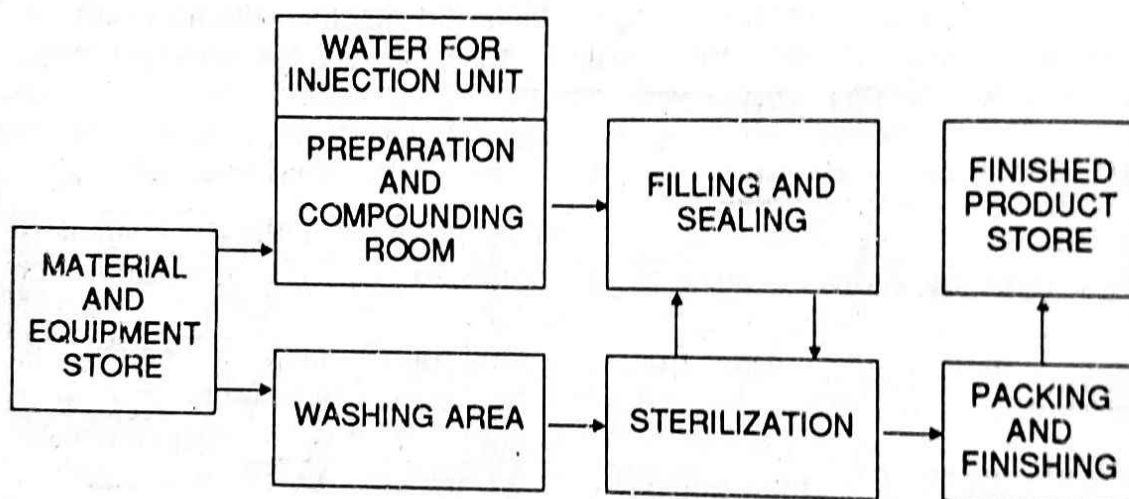 WATER FOR
INJECTION UNIT
PREPARATION
AND
COMPOUNDING
ROOM
FILLING AND
SEALING
FINISHED
PRODUCT
STORE
MATERIAL
AND
EQUIPMENT
STORE
WASHING AREA
STERILIZATION
PACKING
AND
FINISHING